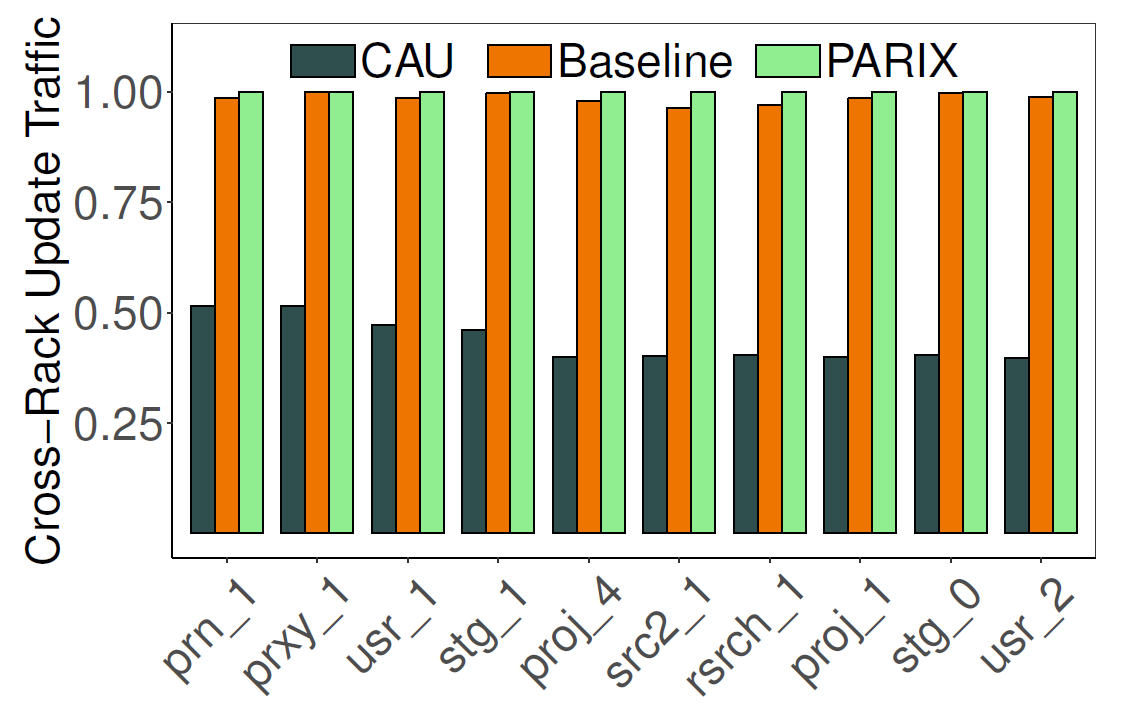 Cross−Rack Update Traffic
CAU Baseline PARIX
1.00
0.75
0.50
0.25
prn_1 prxy_1 usr_1 stg_1 proj_4 src2_1 rsrch_1 proj_1 stg_0 usr_2